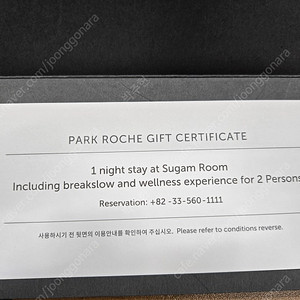 PARK ROCHE GIFT CERTIFICATE
1 night stay at Sugam Room
Including breakslow and wellness experience for 2 Persons
Reservation: +82 -33-560-1111
사용하시기 전 뒷면의 이용안내를 확인하여 주십시오. Please refer to conditions reverse.